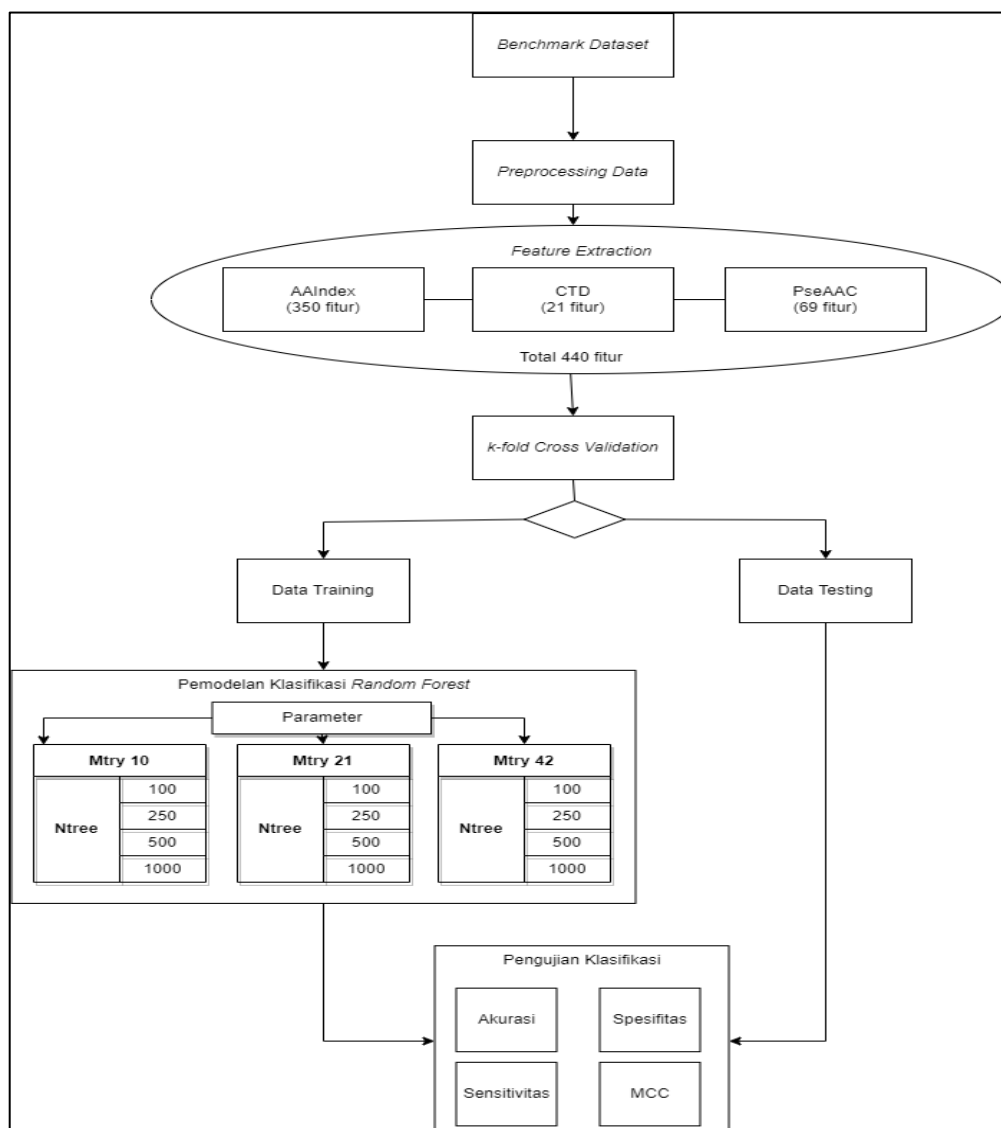 Benchmark Dataset
Preprocessing Data
Feature Extraction
AAIndex
(350 fitur)
CTD
(21 fitur)
PseAAC
(69 fitur)
Total 440 fitur
k-fold Cross Validation
Data Training
Data Testing
Pemodelan Klasifikasi Random Forest
Parameter
Mtry 10
Ntree
100
250
500
1000
Mtry 21
Ntree
100
250
500
1000
Mtry 42
Ntree
100
250
500
1000
Pengujian Klasifikasi
Akurasi
Spesifitas
Sensitivitas
MCC